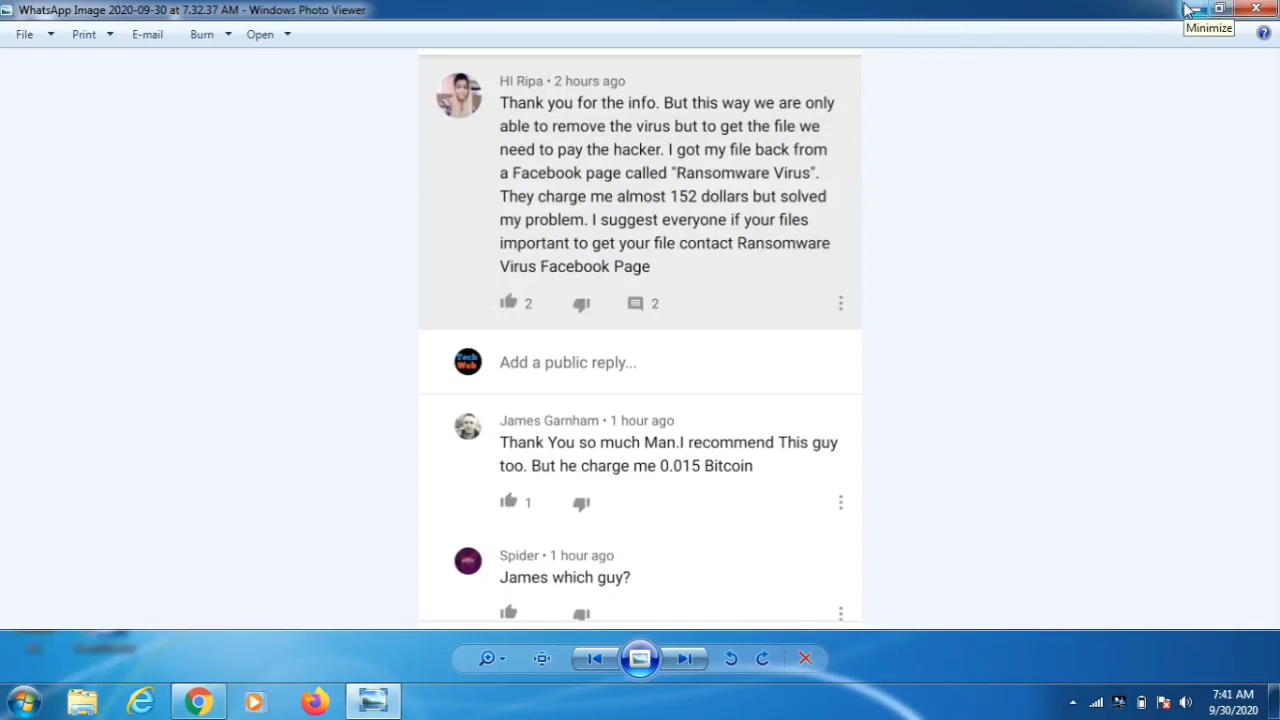 WhatsApp Image 2020-09-30 at 7.32.37 AM - Windows Photo Viewer
Minimize
File Print E-mail Burn Open
HI Ripa • 2 hours ago
Thank you for the info. But this way we are only
able to remove the virus but to get the file we
need to pay the hacker. I got my file back from
a Facebook page called "Ransomware Virus".
They charge me almost 152 dollars but solved
my problem. I suggest everyone if your files
important to get your file contact Ransomware
Virus Facebook Page
2 2
Tech
Web
Add a public reply...
James Garnham • 1 hour ago
Thank You so much Man.I recommend This guy
too. But he charge me 0.015 Bitcoin
1
Spider • 1 hour ago
James which guy?
7:41 AM
9/30/2020